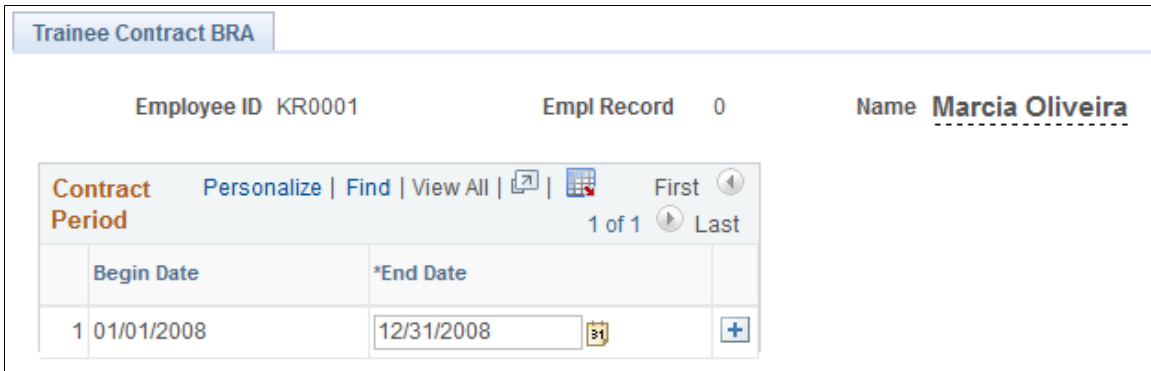 Trainee Contract BRA
Employee ID KR0001 Empl Record 0 Name Marcia Oliveira
Contract Period Personalize | Find | View All | | First
1 of 1 Last
Begin Date *End Date
1 01/01/2008 12/31/2008 31 +